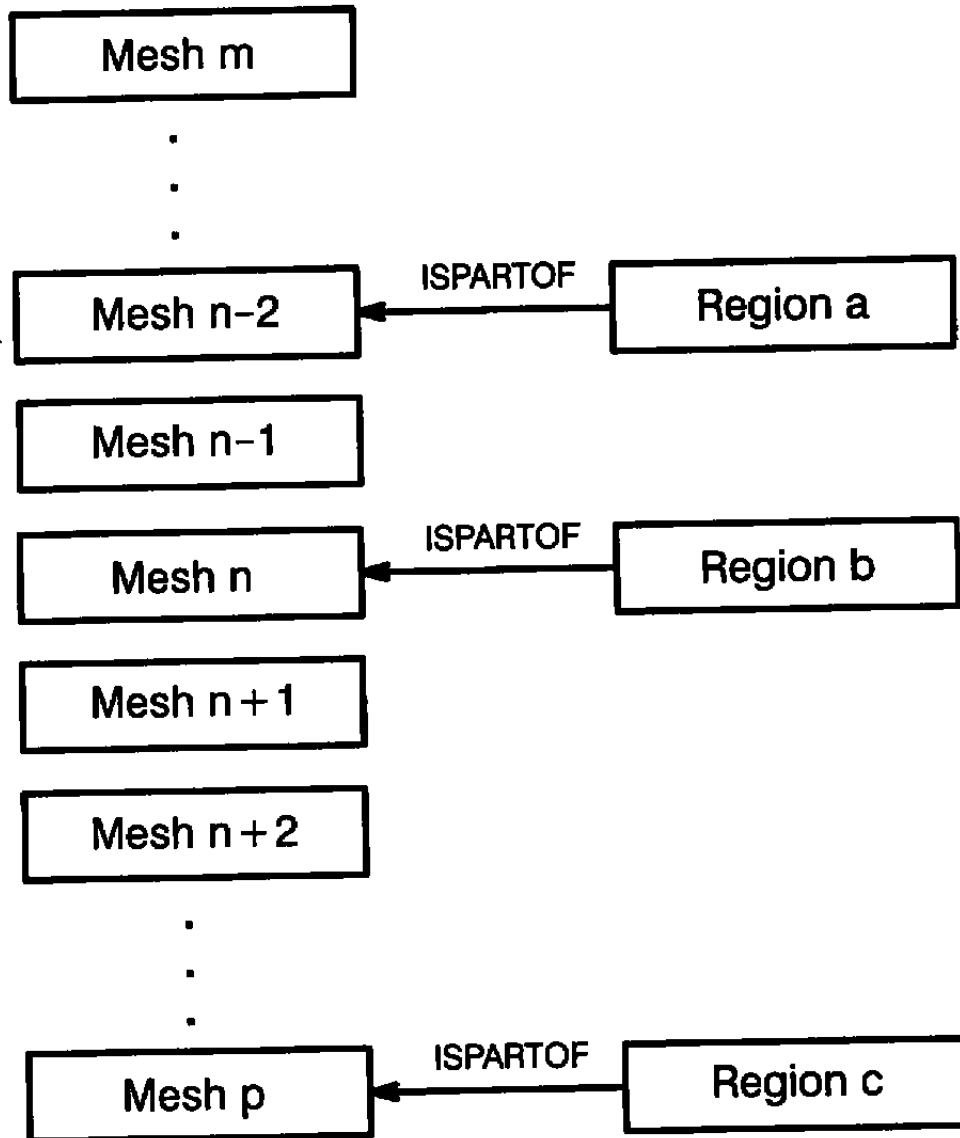 Mesh m
ISPARTOF
Mesh n-2
Region a
Mesh n-1
ISPARTOF
Mesh n
Region b
Mesh n+1
Mesh n+2
ISPARTOF
Mesh p
Region c